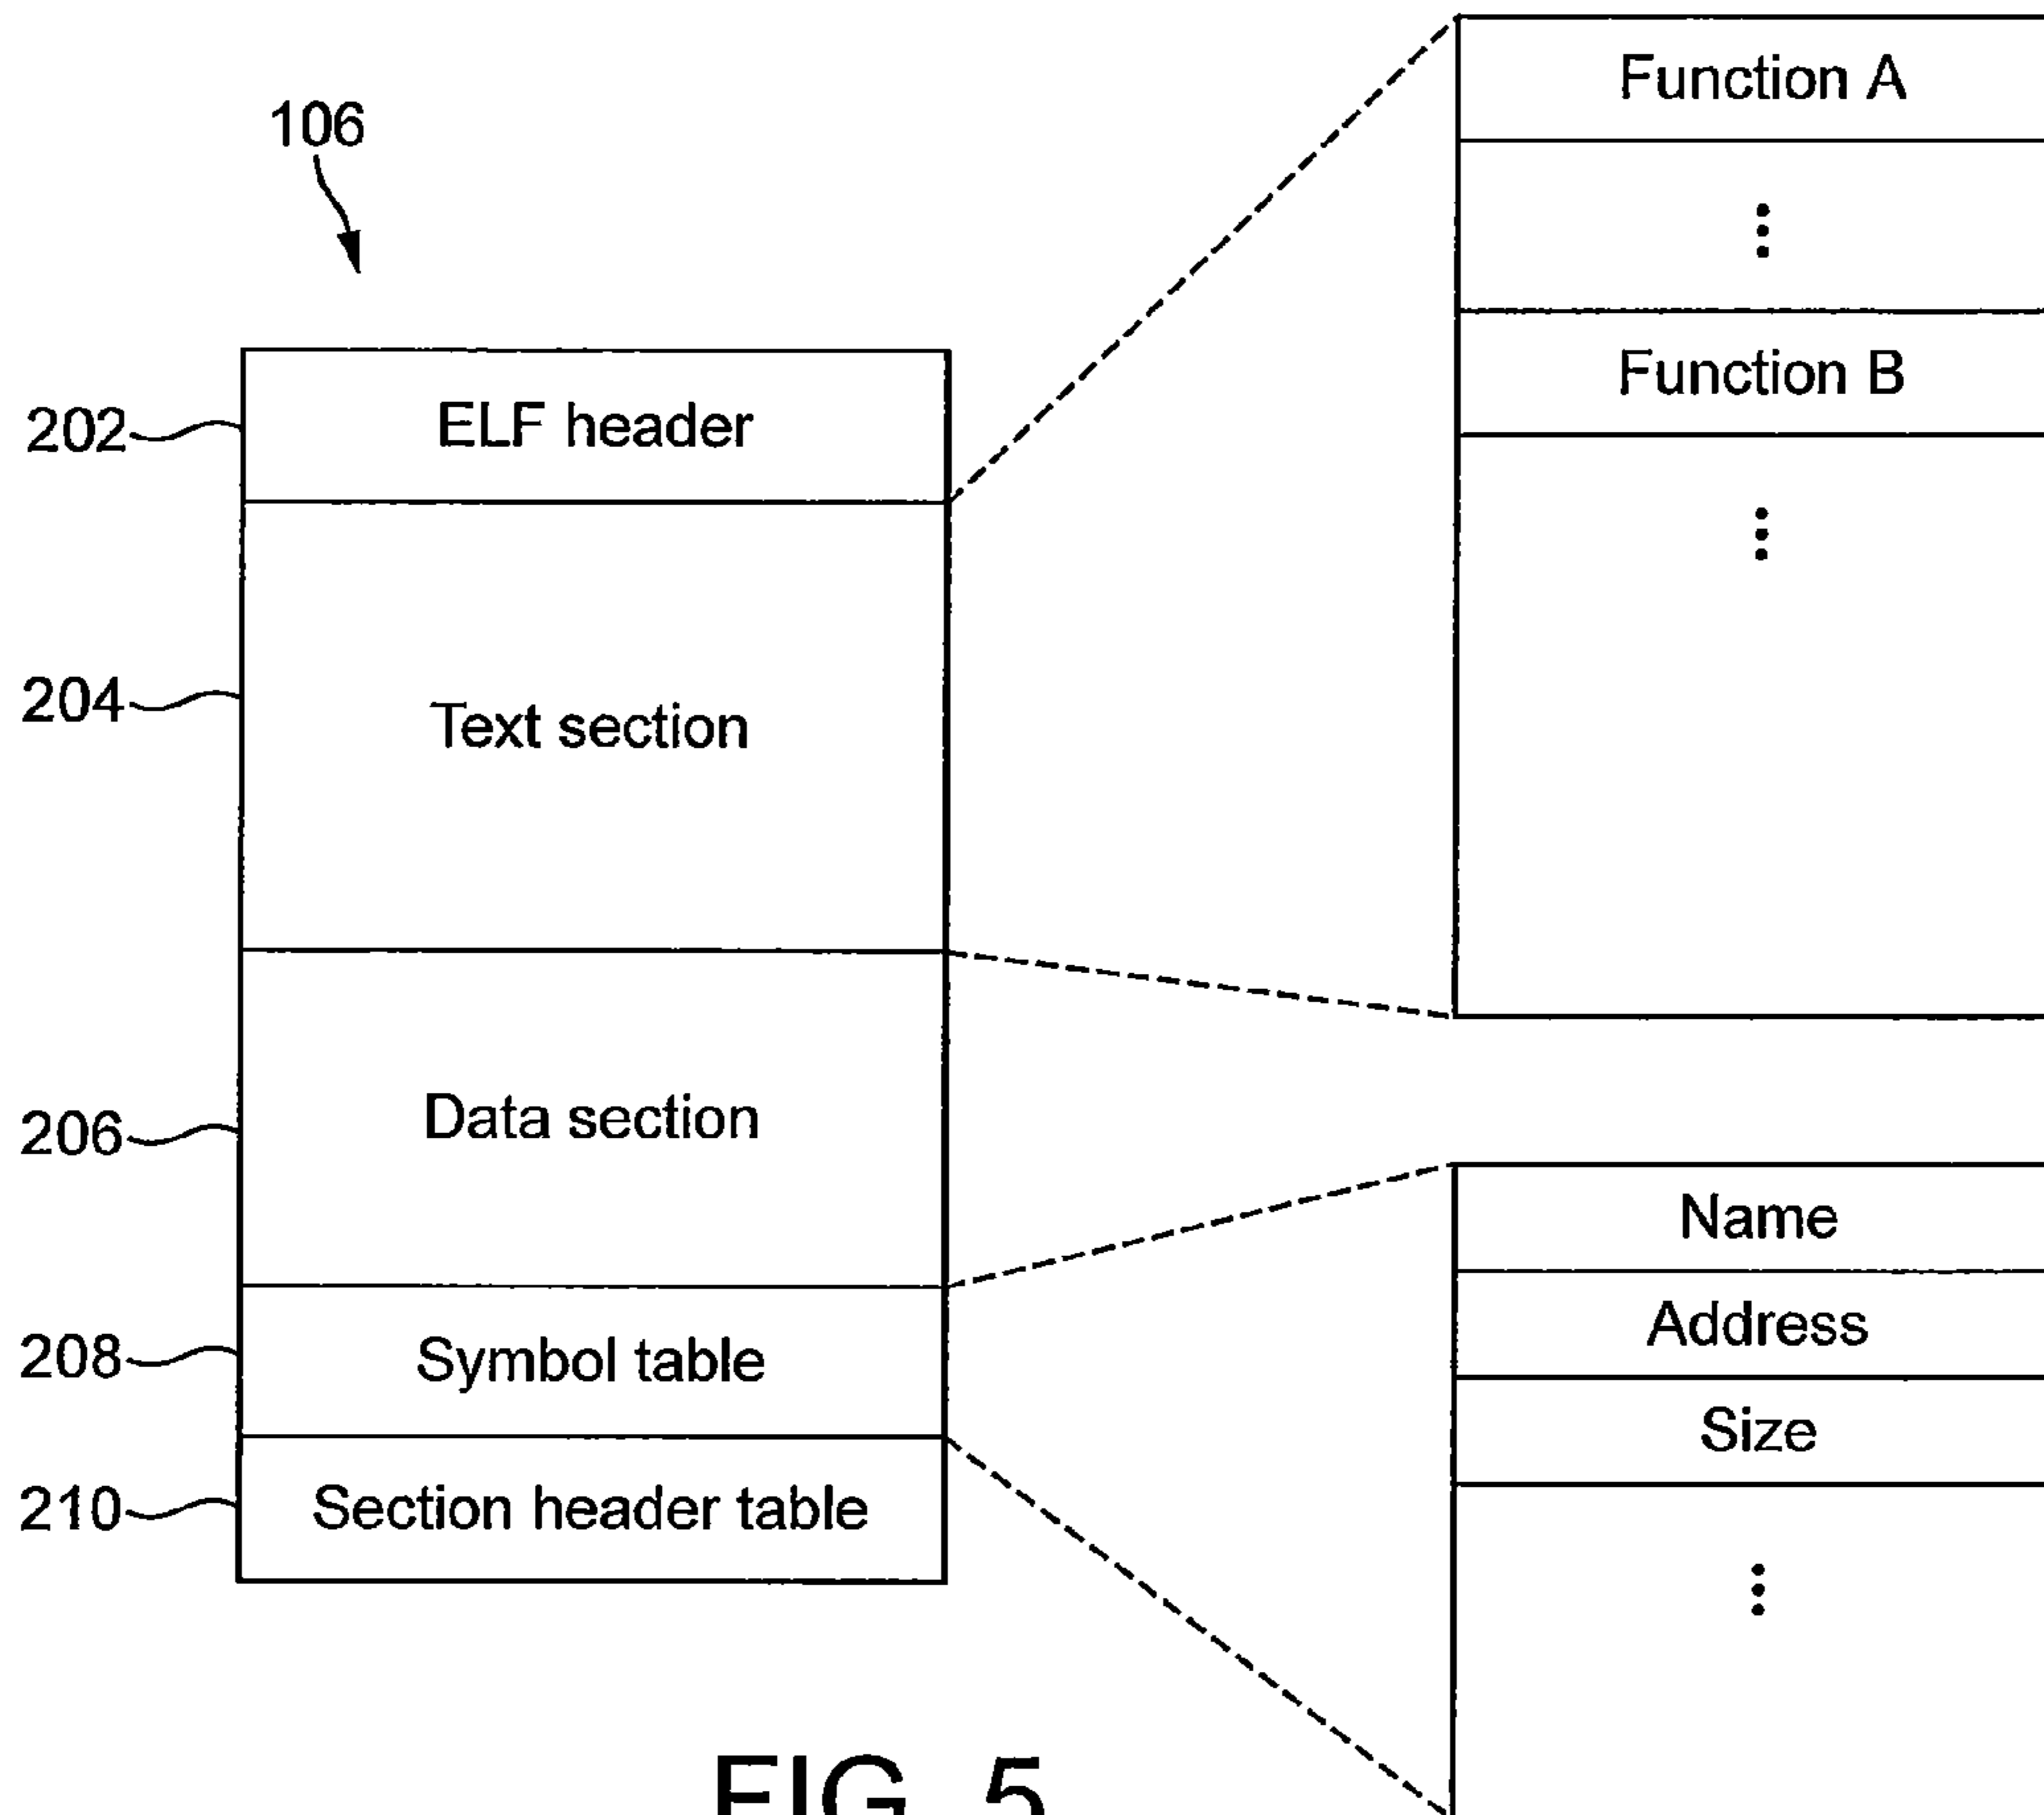 106
202
ELF header
204
Text section
206
Data section
208
Symbol table
210
Section header table
Function A
Function B
Name
Address
Size
FIG. 5